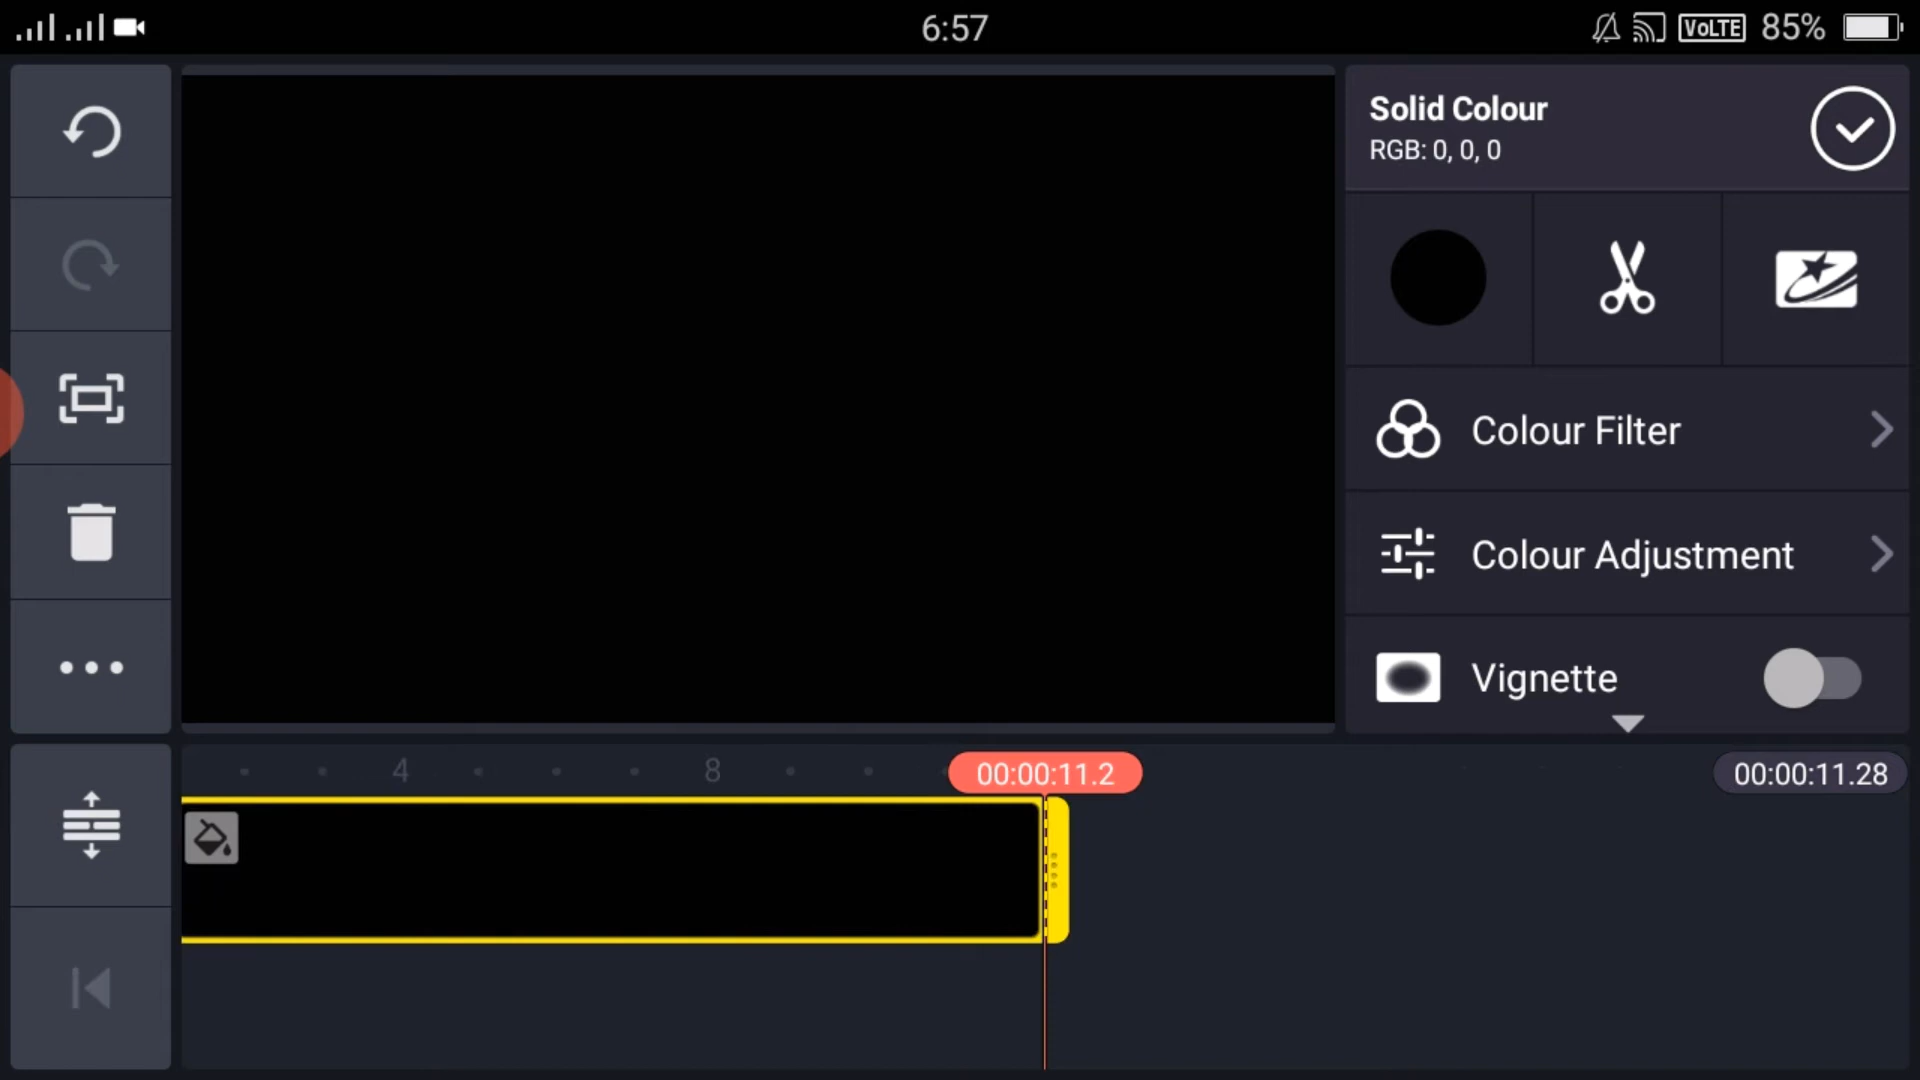 6:57
VoLTE 85%
Solid Colour
RGB: 0, 0, 0
Colour Filter
Colour Adjustment
Vignette
4
8
00:00:11.2
00:00:11.28